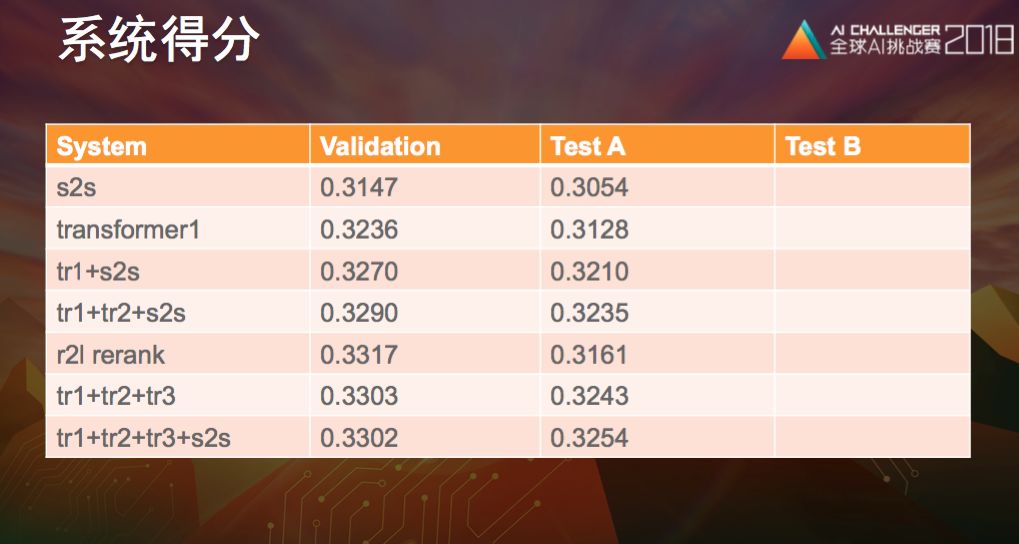 系统得分
AI CHALLENGER
全球AI挑战赛2018
System Validation Test A Test B
s2s 0.3147 0.3054
transformer1 0.3236 0.3128
tr1+s2s 0.3270 0.3210
tr1+tr2+s2s 0.3290 0.3235
r2l rerank 0.3317 0.3161
tr1+tr2+tr3 0.3303 0.3243
tr1+tr2+tr3+s2s 0.3302 0.3254